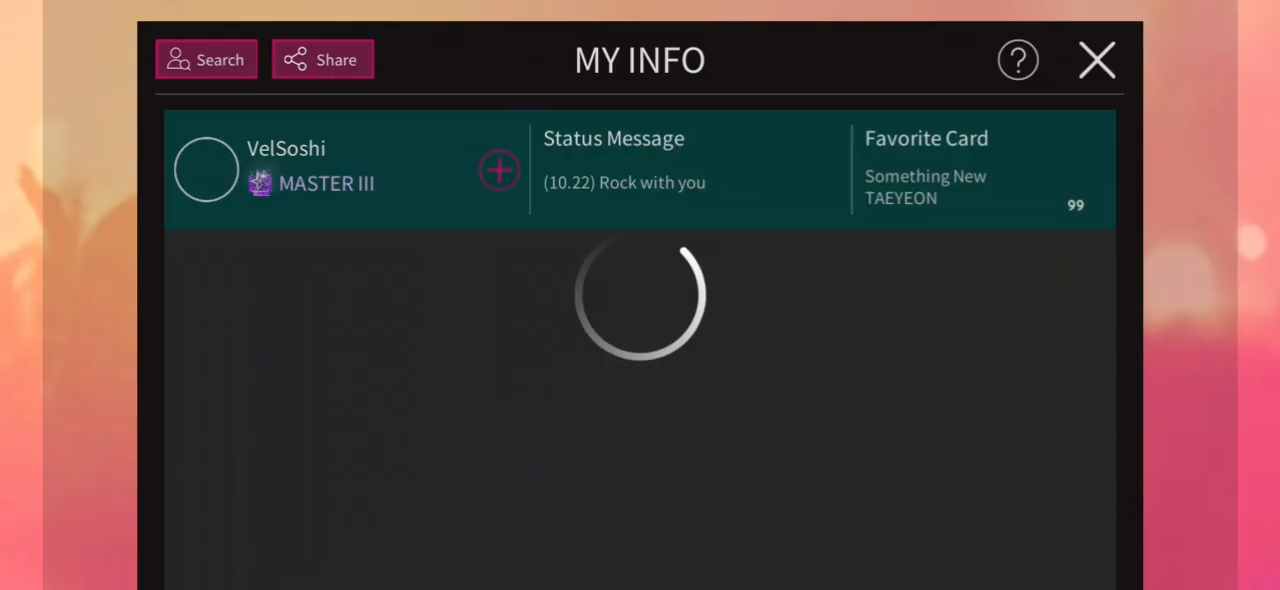 Search
Share
MY INFO
?
VelSoshi
MASTER III
Status Message
(10.22) Rock with you
Favorite Card
Something New
TAEYEON
99